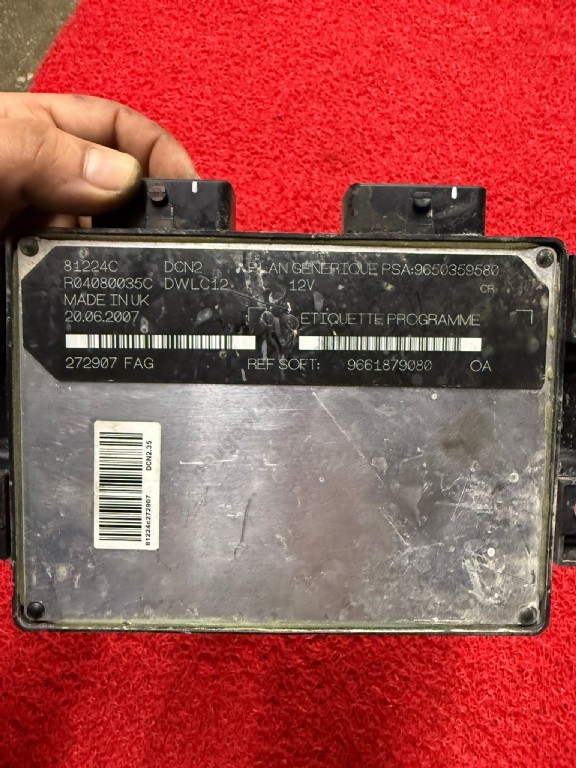 81224C DCN2 PLAN GENERIQUE PSA:9650359580
R04080035C DWLC12 12V CR
MADE IN UK
20.06.2007 ETIQUETTE PROGRAMME
272907 FAG REF SOFT: 9661879080 OA
DCN2.35
81224c272907